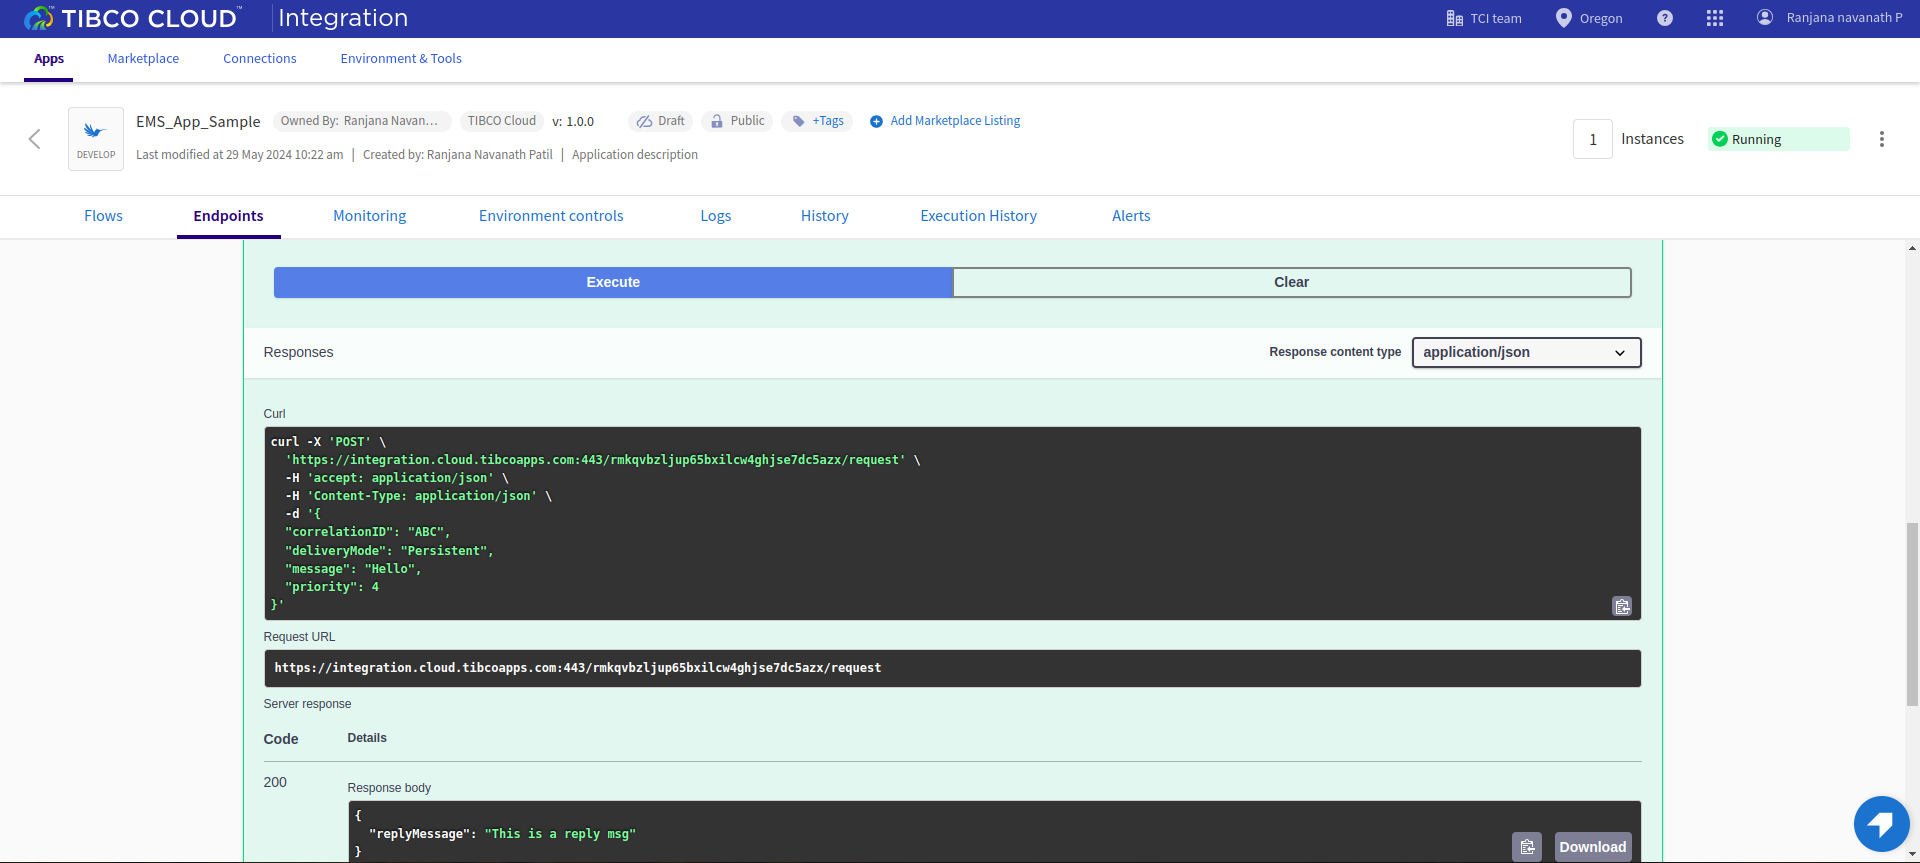 TIBCO CLOUD™ Integration TCI team Oregon ? Ranjana navanath P
Apps Marketplace Connections Environment & Tools
EMS_App_Sample Owned By: Ranjana Navan... TIBCO Cloud v: 1.0.0 Draft Public +Tags Add Marketplace Listing
DEVELOP
Last modified at 29 May 2024 10:22 am | Created by: Ranjana Navanath Patil | Application description
1 Instances Running
Flows Endpoints Monitoring Environment controls Logs History Execution History Alerts
Execute Clear
Responses Response content type application/json
Curl
curl -X 'POST' \
'https://integration.cloud.tibcoapps.com:443/rmkqvbzljup65bxilcw4ghjse7dc5azx/request' \
-H 'accept: application/json' \
-H 'Content-Type: application/json' \
-d '{
"correlationID": "ABC",
"deliveryMode": "Persistent",
"message": "Hello",
"priority": 4
}'
Request URL
https://integration.cloud.tibcoapps.com:443/rmkqvbzljup65bxilcw4ghjse7dc5azx/request
Server response
Code Details
200
Response body
{
"replyMessage": "This is a reply msg"
}
Download